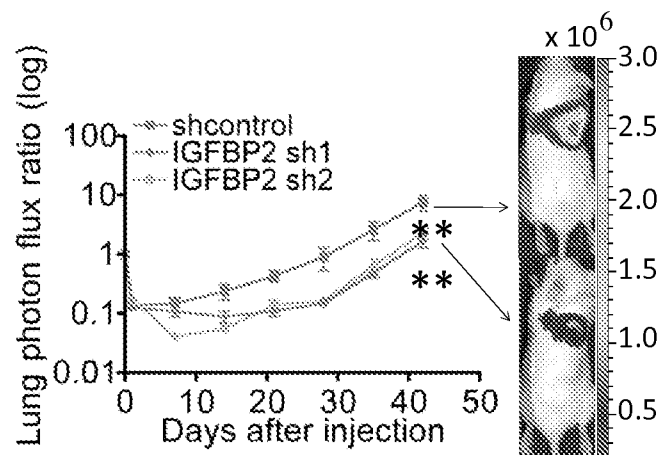 x 10⁶
Lung photon flux ratio (log)
shcontrol
IGFBP2 sh1
IGFBP2 sh2
100
10
1
0.1
0.01
**
**
0 10 20 30 40 50
Days after injection
3.0
2.5
2.0
1.5
1.0
0.5